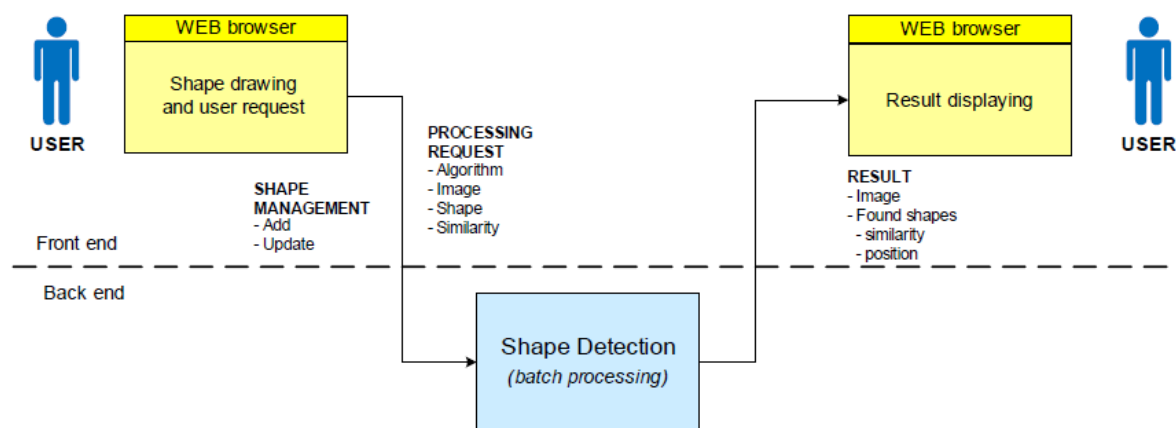 WEB browser
Shape drawing
and user request
USER
WEB browser
Result displaying
USER
PROCESSING
REQUEST
- Algorithm
- Image
- Shape
- Similarity
SHAPE
MANAGEMENT
- Add
- Update
RESULT
- Image
- Found shapes
- similarity
- position
Front end
Back end
Shape Detection
(batch processing)